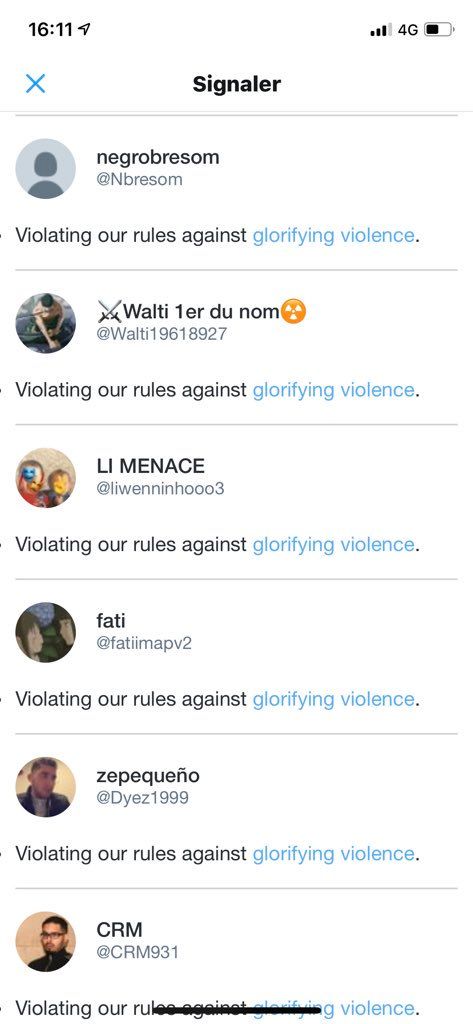 16:11
4G
Signaler
negrobresom
@Nbresom
Violating our rules against glorifying violence.
⚔Walti 1er du nom☢
@Walti19618927
Violating our rules against glorifying violence.
LI MENACE
@liwenninhooo3
Violating our rules against glorifying violence.
fati
@fatiimapv2
Violating our rules against glorifying violence.
zepequeño
@Dyez1999
Violating our rules against glorifying violence.
CRM
@CRM931
Violating our rules against glorifying violence.